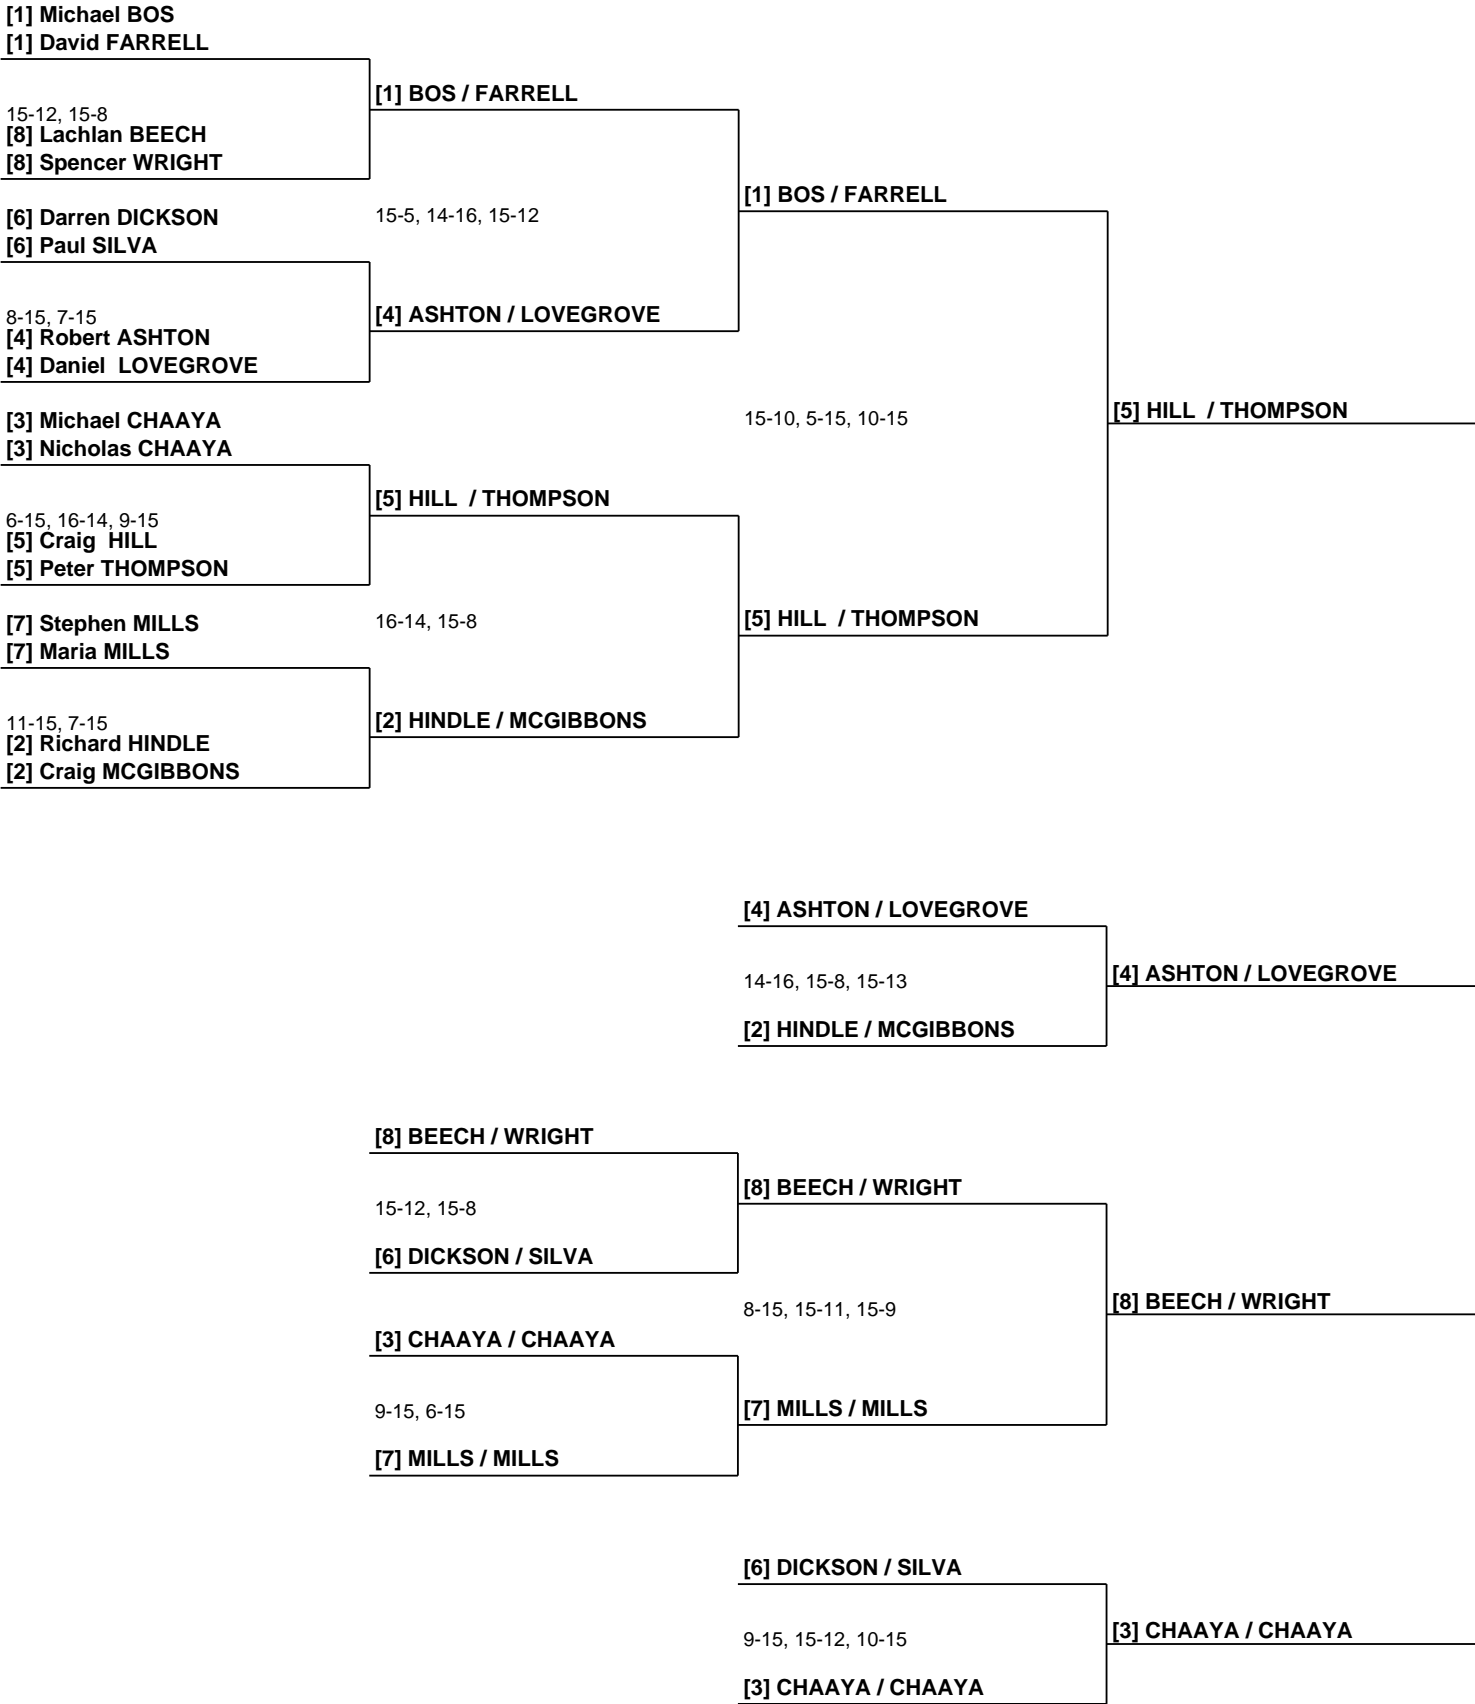 [1] Michael BOS
[1] David FARRELL
[1] BOS / FARRELL
15-12, 15-8
[8] Lachlan BEECH
[8] Spencer WRIGHT
[1] BOS / FARRELL
[6] Darren DICKSON
15-5, 14-16, 15-12
[6] Paul SILVA
8-15, 7-15
[4] ASHTON / LOVEGROVE
[4] Robert ASHTON
[4] Daniel  LOVEGROVE
[3] Michael CHAAYA
15-10, 5-15, 10-15
[5] HILL  / THOMPSON
[3] Nicholas CHAAYA
[5] HILL  / THOMPSON
6-15, 16-14, 9-15
[5] Craig  HILL
[5] Peter THOMPSON
[7] Stephen MILLS
16-14, 15-8
[5] HILL  / THOMPSON
[7] Maria MILLS
11-15, 7-15
[2] HINDLE / MCGIBBONS
[2] Richard HINDLE
[2] Craig MCGIBBONS
[4] ASHTON / LOVEGROVE
14-16, 15-8, 15-13
[4] ASHTON / LOVEGROVE
[2] HINDLE / MCGIBBONS
[8] BEECH / WRIGHT
[8] BEECH / WRIGHT
15-12, 15-8
[6] DICKSON / SILVA
8-15, 15-11, 15-9
[8] BEECH / WRIGHT
[3] CHAAYA / CHAAYA
9-15, 6-15
[7] MILLS / MILLS
[7] MILLS / MILLS
[6] DICKSON / SILVA
9-15, 15-12, 10-15
[3] CHAAYA / CHAAYA
[3] CHAAYA / CHAAYA